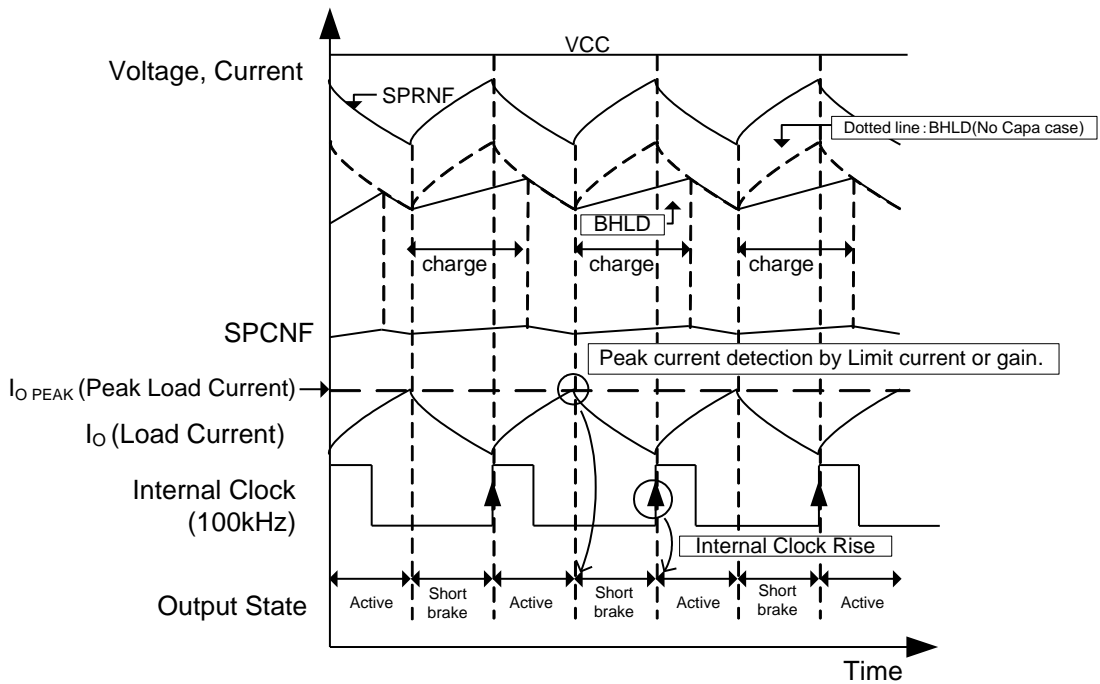 VCC
Voltage, Current
SPRNF
Dotted line : BHLD(No Capa case)
BHLD
charge
charge
charge
SPCNF
Peak current detection by Limit current or gain.
IO PEAK (Peak Load Current)
IO (Load Current)
Internal Clock
(100kHz)
Internal Clock Rise
Output State
Active
Short
brake
Active
Short
brake
Active
Short
brake
Active
Time